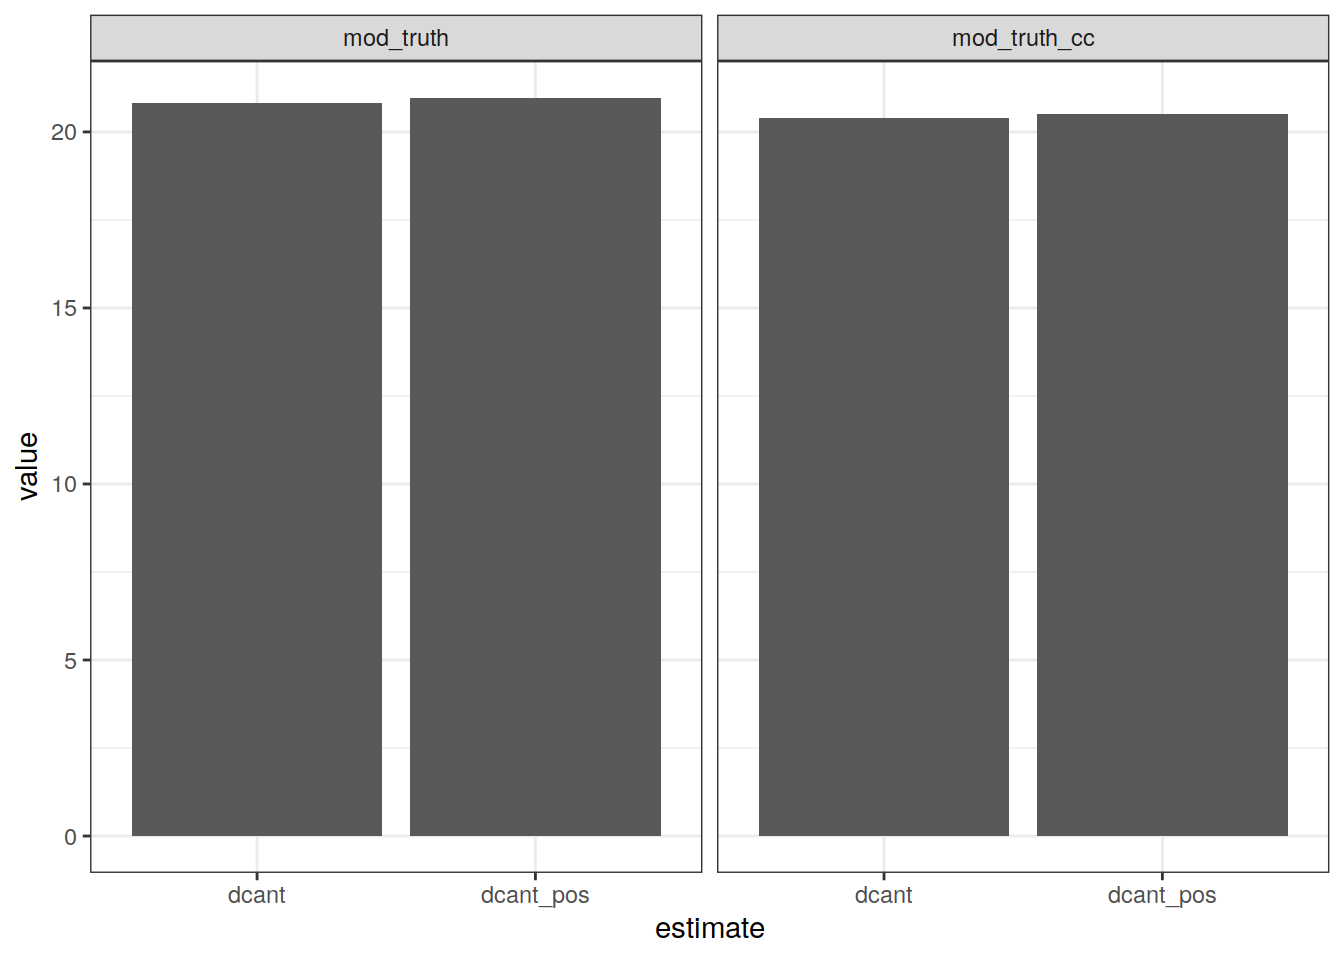 mod_truth
mod_truth_cc
20
15
10
5
0
value
dcant
dcant_pos
dcant
dcant_pos
estimate